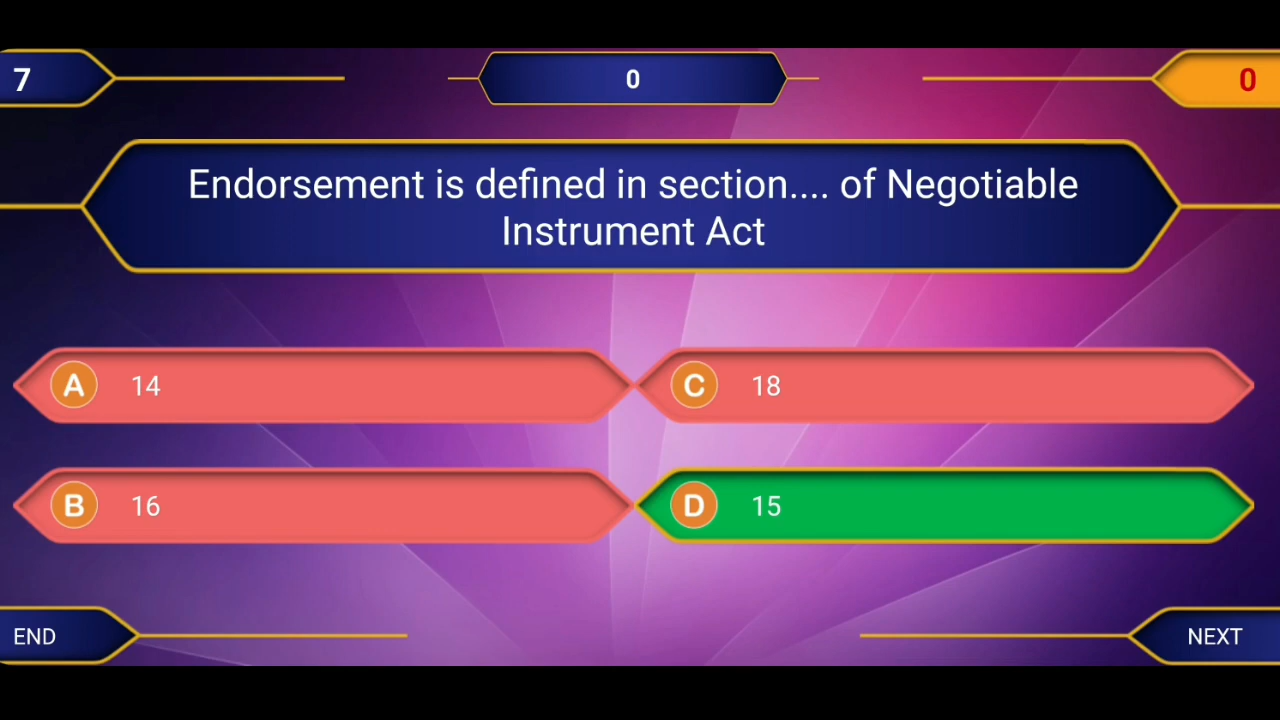 7
0
0
Endorsement is defined in section.... of Negotiable
Instrument Act
A 14
C 18
B 16
D 15
END
NEXT